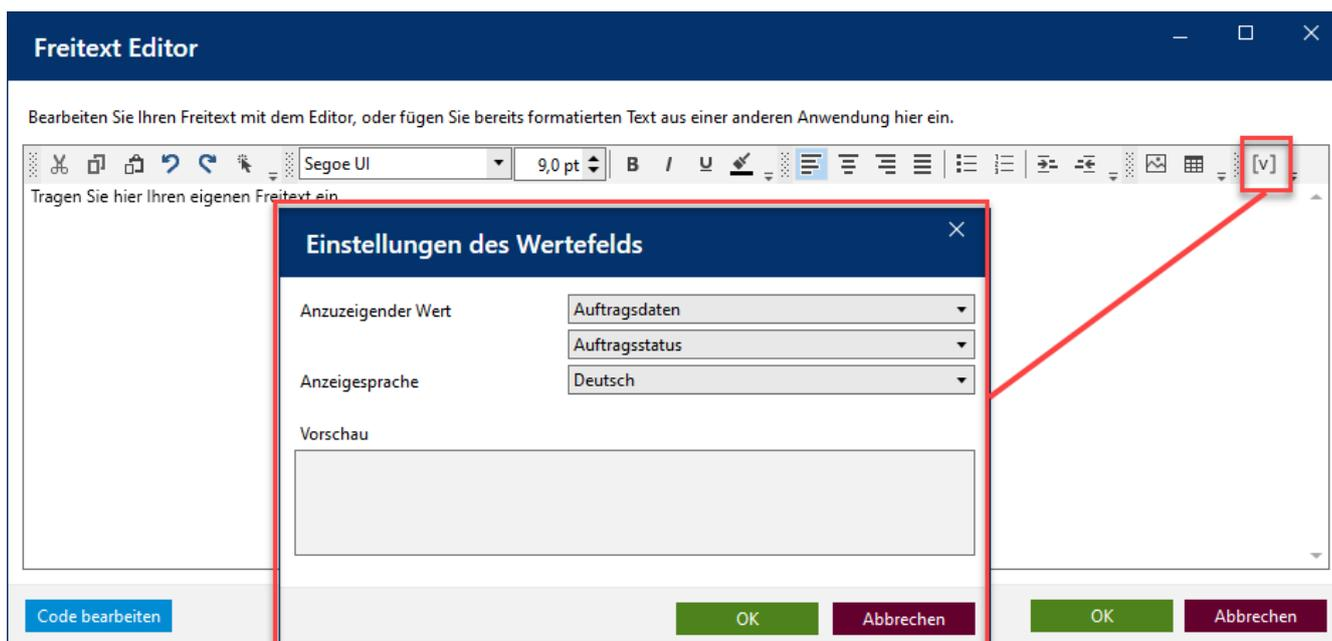 Freitext Editor
Bearbeiten Sie Ihren Freitext mit dem Editor, oder fügen Sie bereits formatierten Text aus einer anderen Anwendung hier ein.
Segoe UI 9,0 pt B I U [v]
Tragen Sie hier Ihren eigenen Freitext ein
Einstellungen des Wertefelds
Anzuzeigender Wert Auftragsdaten
Auftragsstatus
Anzeigesprache Deutsch
Vorschau
Code bearbeiten OK Abbrechen OK Abbrechen